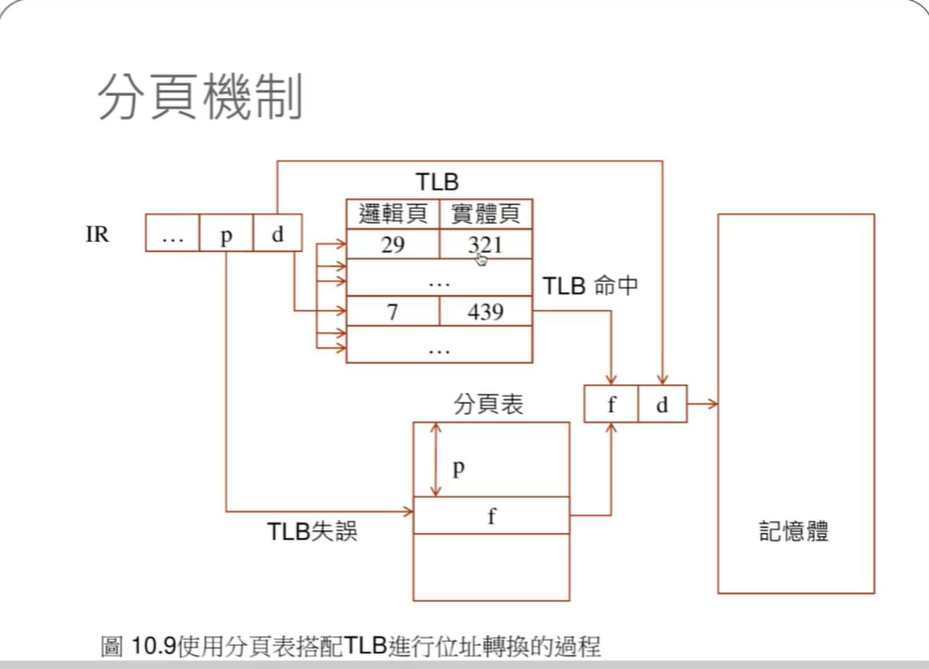 分頁機制
TLB
IR … p d
邏輯頁 實體頁
29 321
…
TLB 命中
7 439
…
分頁表
f d
p
f
TLB失誤
記憶體
圖 10.9使用分頁表搭配TLB進行位址轉換的過程